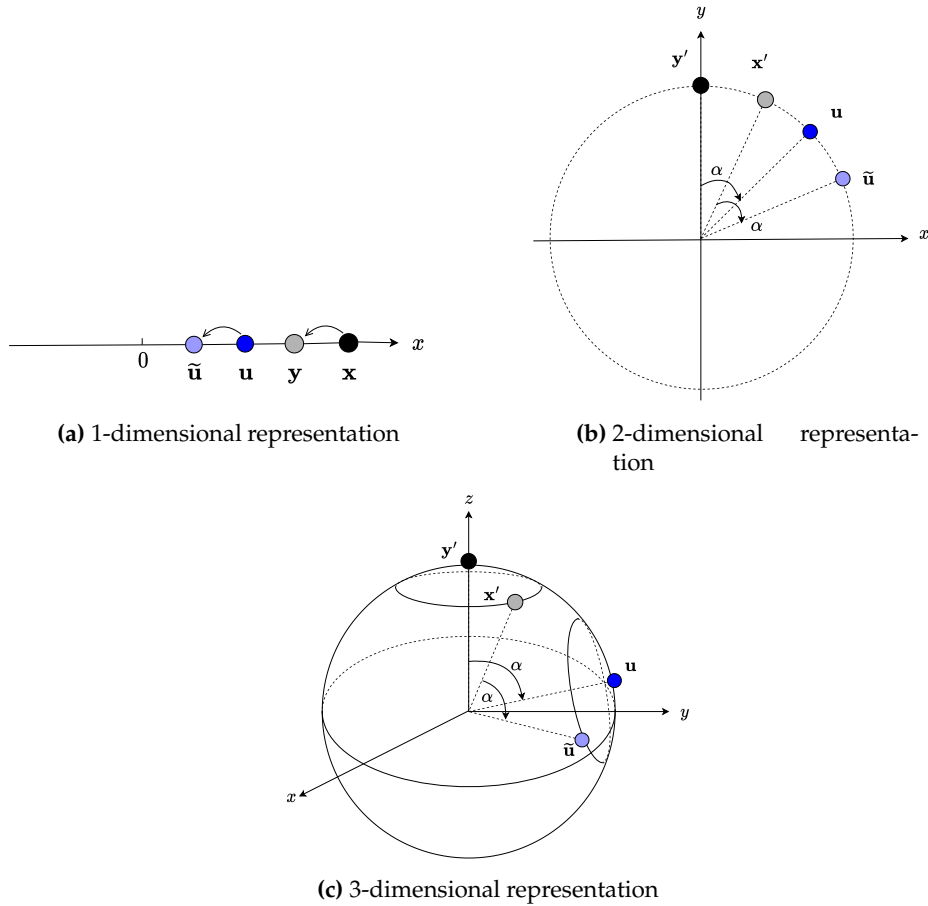 y
y′
x′
u
α
ũ
α
x
0
x
ũ
u
y
x
(a) 1-dimensional representation
(b) 2-dimensional representa-
tion
z
y′
x′
α
α
u
y
ũ
x
(c) 3-dimensional representation